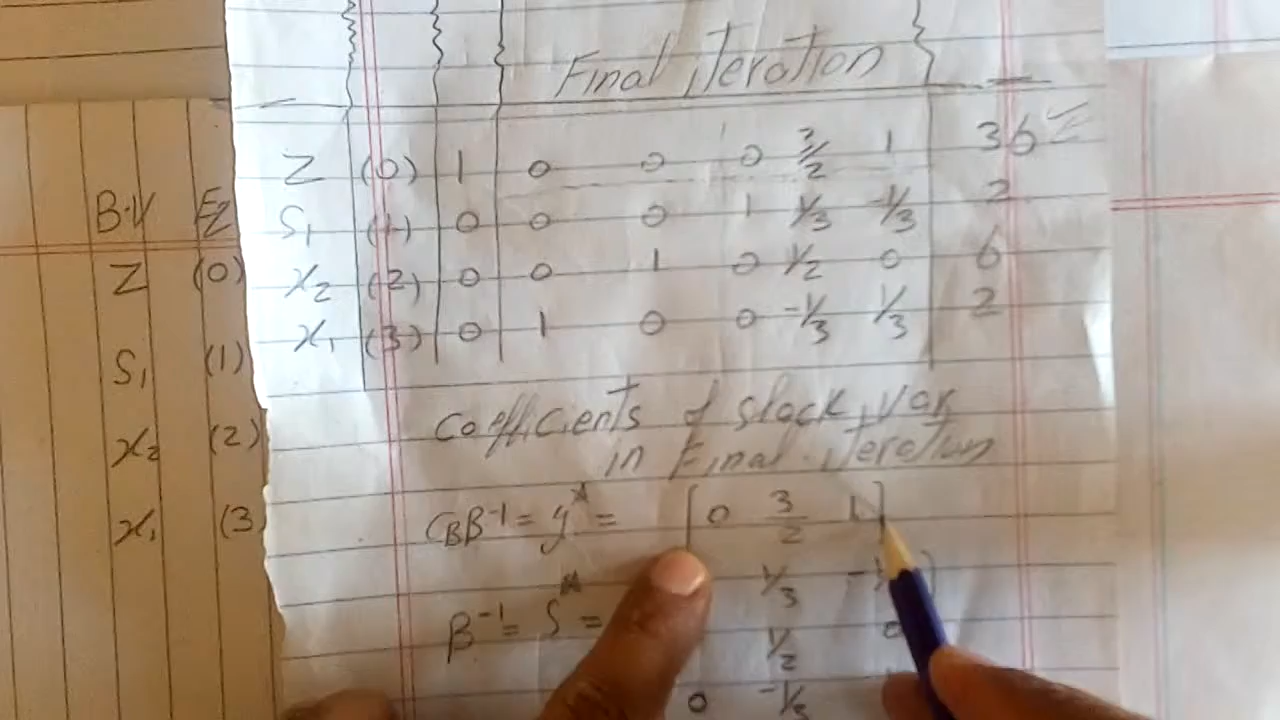 Final iteration
Z (0) 1 0 0 0 3/2 1 36
S₁ (1) 0 0 0 1 1/3 -1/3 2
x₂ (2) 0 0 1 0 1/2 0 6
x₁ (3) 0 1 0 0 -1/3 1/3 2
B.V Eq
Z (0)
S₁ (1)
x₂ (2)
x₁ (3
Coefficients of slack var
in Final iteration
C_B B⁻¹ = y* = [0 3/2 1]
B⁻¹ = S* = 1/3
1/2 0
0 -1/3